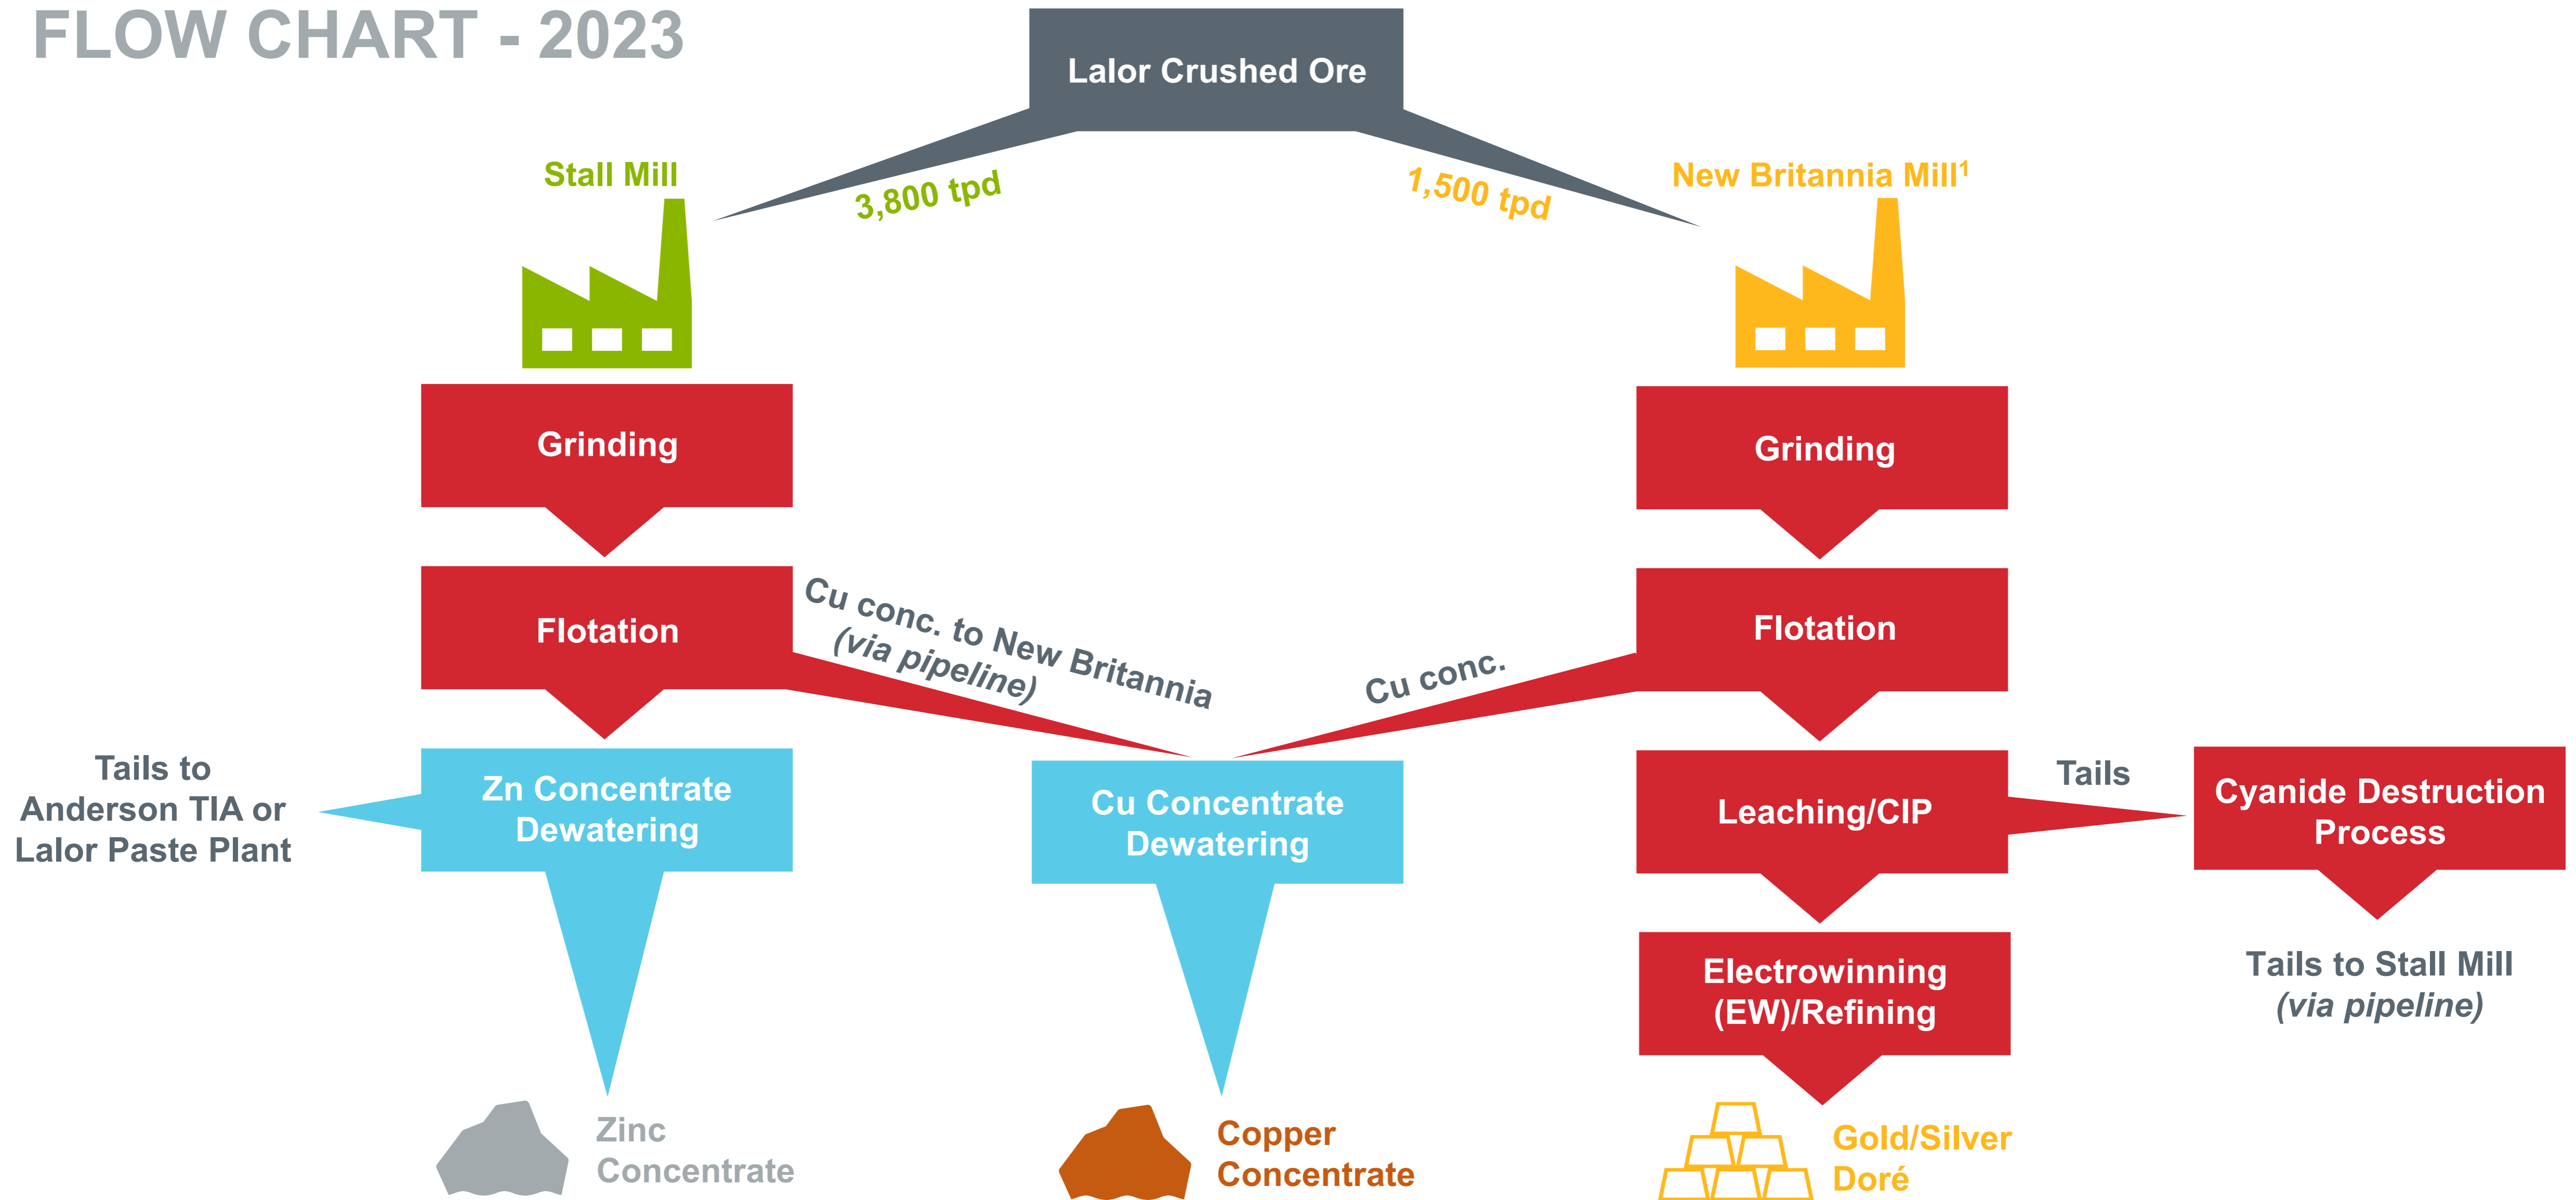 FLOW CHART - 2023
Lalor Crushed Ore
Stall Mill
3,800 tpd
1,500 tpd
New Britannia Mill¹
Grinding
Grinding
Flotation
Cu conc. to New Britannia
(via pipeline)
Cu conc.
Flotation
Tails to
Anderson TIA or
Lalor Paste Plant
Zn Concentrate
Dewatering
Cu Concentrate
Dewatering
Leaching/CIP
Tails
Cyanide Destruction
Process
Electrowinning
(EW)/Refining
Tails to Stall Mill
(via pipeline)
Zinc
Concentrate
Copper
Concentrate
Gold/Silver
Doré